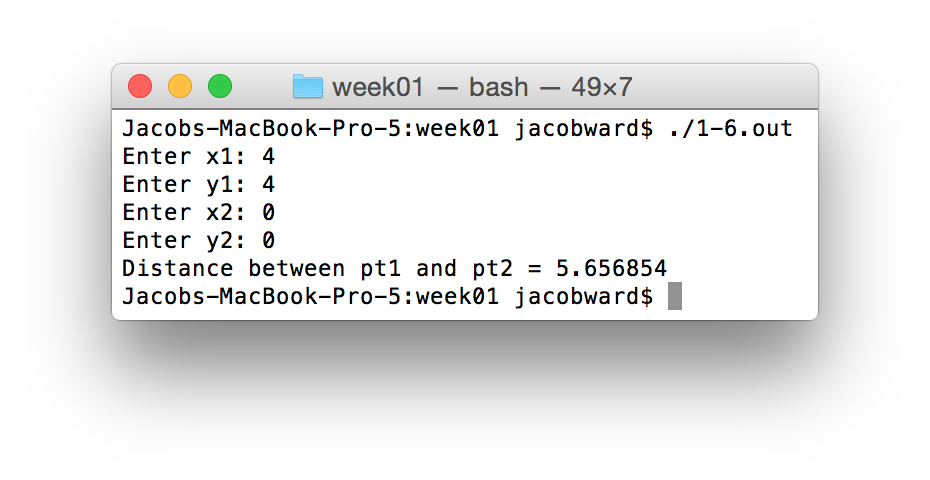 week01 — bash — 49×7
Jacobs-MacBook-Pro-5:week01 jacobward$ ./1-6.out
Enter x1: 4
Enter y1: 4
Enter x2: 0
Enter y2: 0
Distance between pt1 and pt2 = 5.656854
Jacobs-MacBook-Pro-5:week01 jacobward$